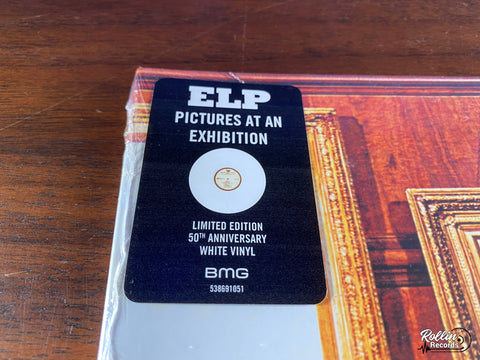 ELP
PICTURES AT AN
EXHIBITION
LIMITED EDITION
50TH ANNIVERSARY
WHITE VINYL
BMG
538691051
Rollin
Records